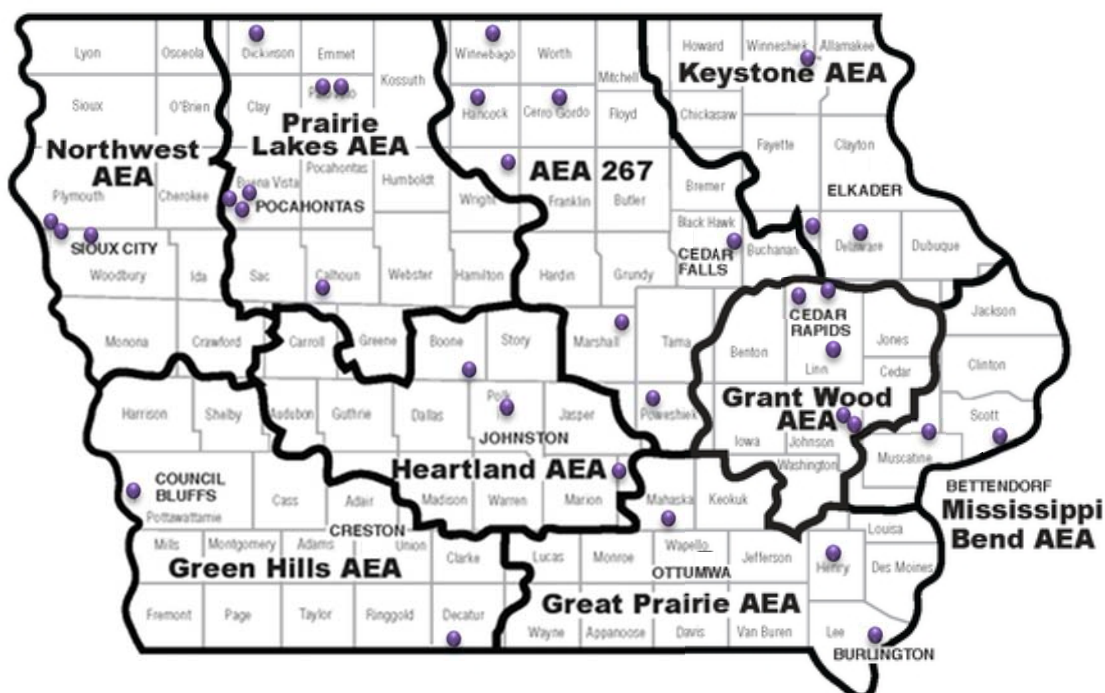 Lyon
Osceola
Dickinson
Emmet
Kossuth
Winnebago
Worth
Mitchell
Howard
Winneshiek
Allamakee
Keystone AEA
Sioux
O'Brien
Clay
Hancock
Cerro Gordo
Floyd
Chickasaw
Northwest
AEA
Prairie
Lakes AEA
AEA 267
Fayette
Clayton
Pocahontas
Humboldt
Plymouth
Cherokee
Buena Vista
POCAHONTAS
Wright
Franklin
Butler
Bremer
ELKADER
SIOUX CITY
Black Hawk
CEDAR
FALLS
Buchanan
Delaware
Dubuque
Woodbury
Ida
Sac
Calhoun
Webster
Hamilton
Hardin
Grundy
CEDAR
RAPIDS
Jackson
Monona
Crawford
Carroll
Greene
Boone
Story
Marshall
Tama
Benton
Linn
Jones
Cedar
Clinton
Harrison
Shelby
Audubon
Guthrie
Dallas
Polk
Jasper
JOHNSTON
Poweshiek
Grant Wood
AEA
Iowa
Johnson
Scott
Muscatine
COUNCIL
BLUFFS
Pottawattamie
Cass
Adair
Heartland AEA
Madison
Warren
Marion
Mahaska
Keokuk
Washington
BETTENDORF
Mississippi
Bend AEA
CRESTON
Mills
Montgomery
Adams
Union
Clarke
Lucas
Monroe
Wapello
Jefferson
Henry
Louisa
Des Moines
Green Hills AEA
OTTUMWA
Great Prairie AEA
Fremont
Page
Taylor
Ringgold
Decatur
Wayne
Appanoose
Davis
Van Buren
Lee
BURLINGTON